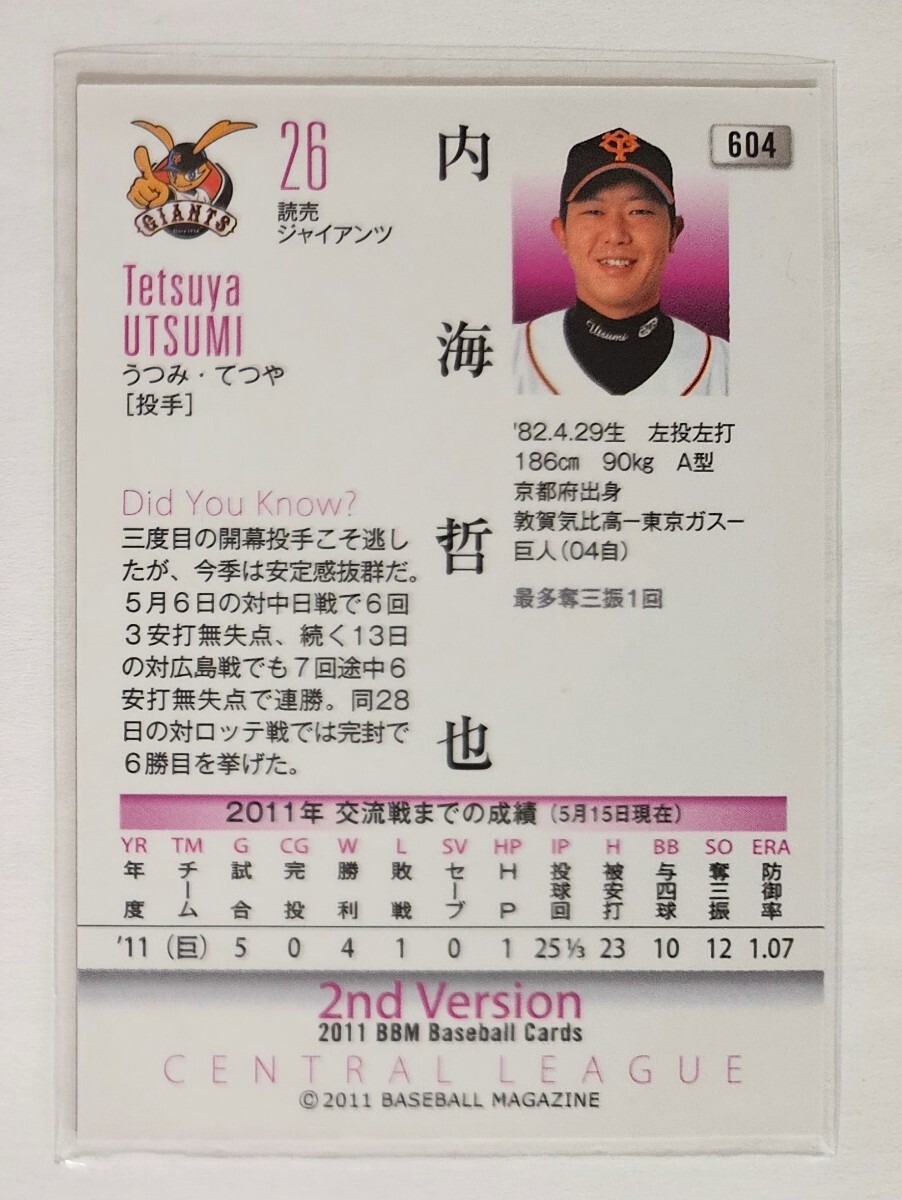 GIANTS
26
読売
ジャイアンツ
Tetsuya
UTSUMI
うつみ・てつや
[投手]
内海哲也
604
Utsumi
'82.4.29生 左投左打
186cm 90kg A型
京都府出身
敦賀気比高ー東京ガスー
巨人(04自)
最多奪三振1回
Did You Know?
三度目の開幕投手こそ逃し
たが、今季は安定感抜群だ。
5月6日の対中日戦で6回
3安打無失点、続く13日
の対広島戦でも7回途中6
安打無失点で連勝。同28
日の対ロッテ戦では完封で
6勝目を挙げた。
2011年 交流戦までの成績(5月15日現在)
YR TM G CG W L SV HP IP H BB SO ERA
年度 チーム 試合 完投 勝利 敗戦 セーブ HP 投球回 被安打 与四球 奪三振 防御率
'11 (巨) 5 0 4 1 0 1 25 1/3 23 10 12 1.07
2nd Version
2011 BBM Baseball Cards
CENTRAL LEAGUE
©2011 BASEBALL MAGAZINE